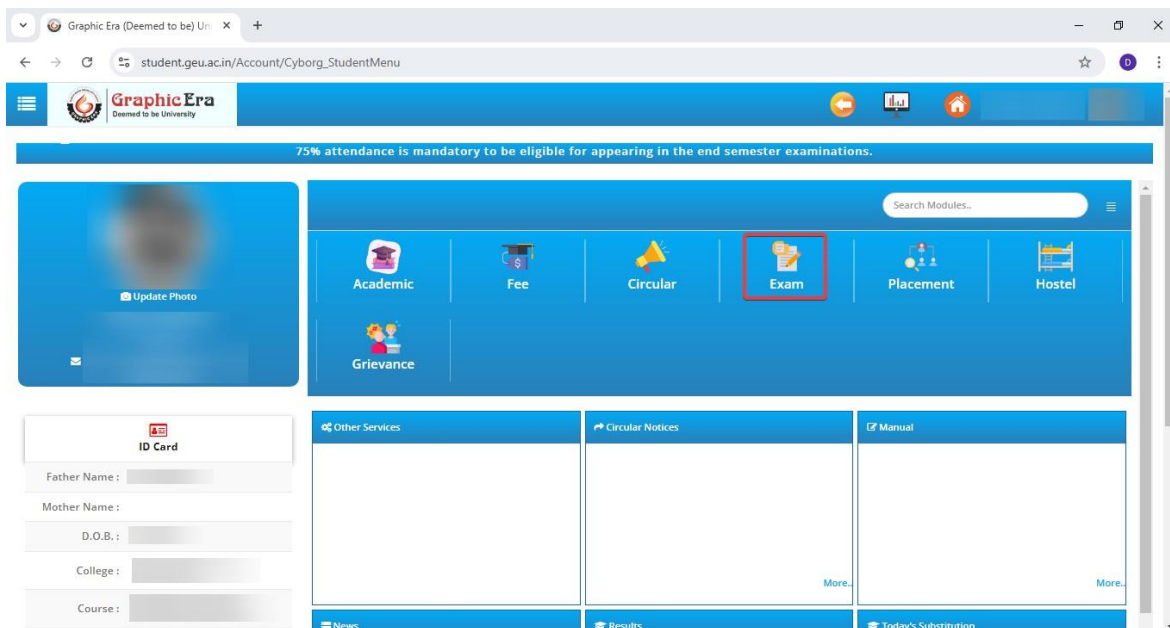 Graphic Era (Deemed to be) Un
student.geu.ac.in/Account/Cyborg_StudentMenu
D
Graphic Era
Deemed to be University
75% attendance is mandatory to be eligible for appearing in the end semester examinations.
Search Modules..
Update Photo
Academic
Fee
Circular
Exam
Placement
Hostel
Grievance
ID Card
Father Name :
Mother Name :
D.O.B. :
College :
Course :
Other Services
Circular Notices
More..
Manual
More..
News
Results
Today's Substitution